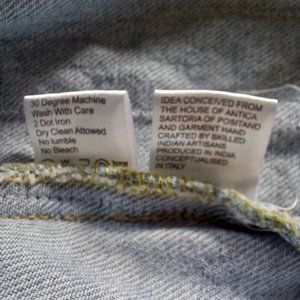 30 Degree Machine
Wash With Care
2 Dot Iron
Dry Clean Allowed
No tumble
No Bleach
IDEA CONCEIVED FROM
THE HOUSE OF ANTICA
SARTORIA OF POSITANO
AND GARMENT HAND
CRAFTED BY SKILLED
INDIAN ARTISANS
PRODUCED IN INDIA
CONCEPTUALISED
IN ITALY